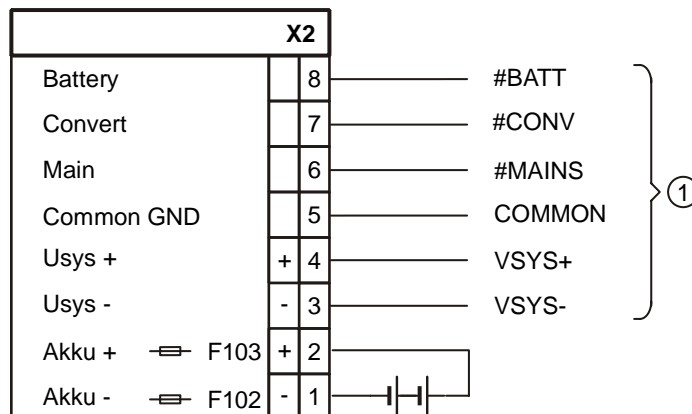 X2
Battery 8 #BATT
Convert 7 #CONV
Main 6 #MAINS
Common GND 5 COMMON
Usys + + 4 VSYS+
Usys - - 3 VSYS-
Akku + F103 + 2
Akku - F102 - 1
1